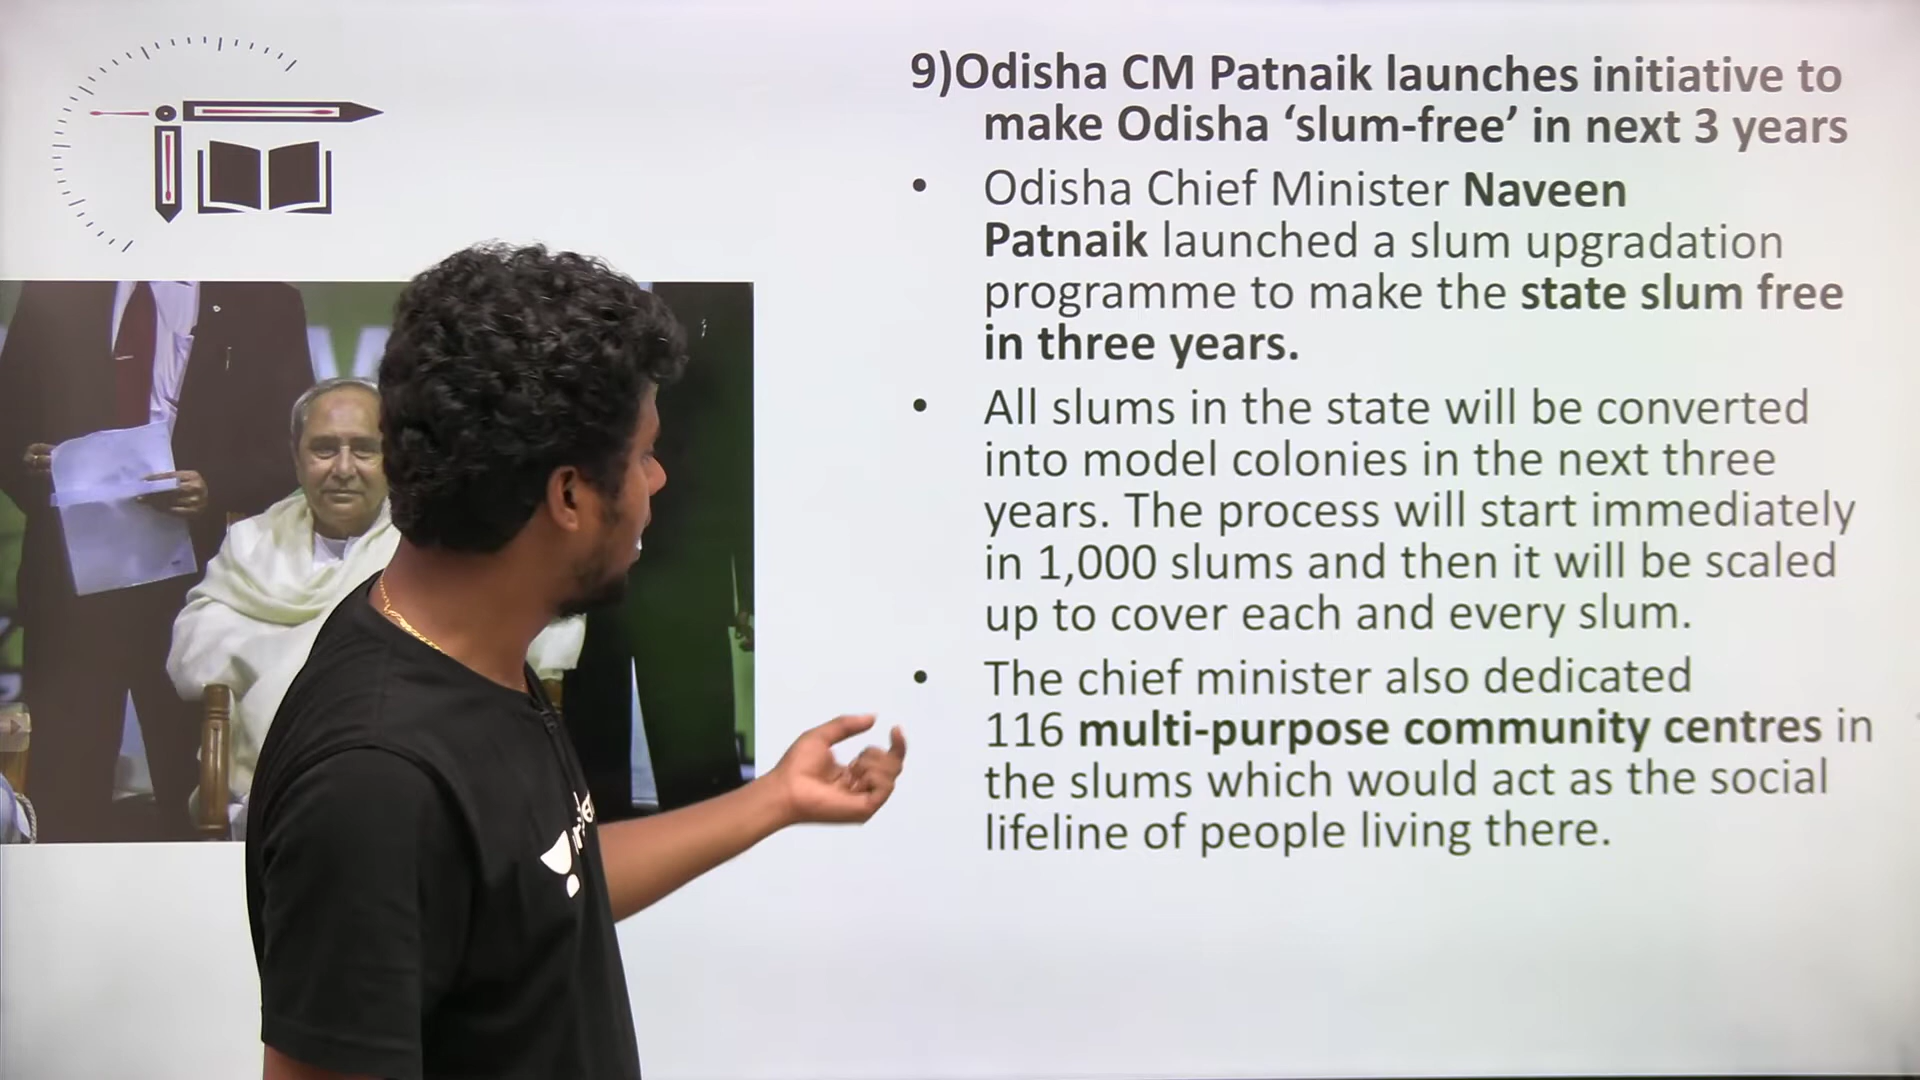 9)Odisha CM Patnaik launches initiative to
make Odisha ‘slum-free’ in next 3 years
• Odisha Chief Minister Naveen
Patnaik launched a slum upgradation
programme to make the state slum free
in three years.
• All slums in the state will be converted
into model colonies in the next three
years. The process will start immediately
in 1,000 slums and then it will be scaled
up to cover each and every slum.
• The chief minister also dedicated
116 multi-purpose community centres in
the slums which would act as the social
lifeline of people living there.